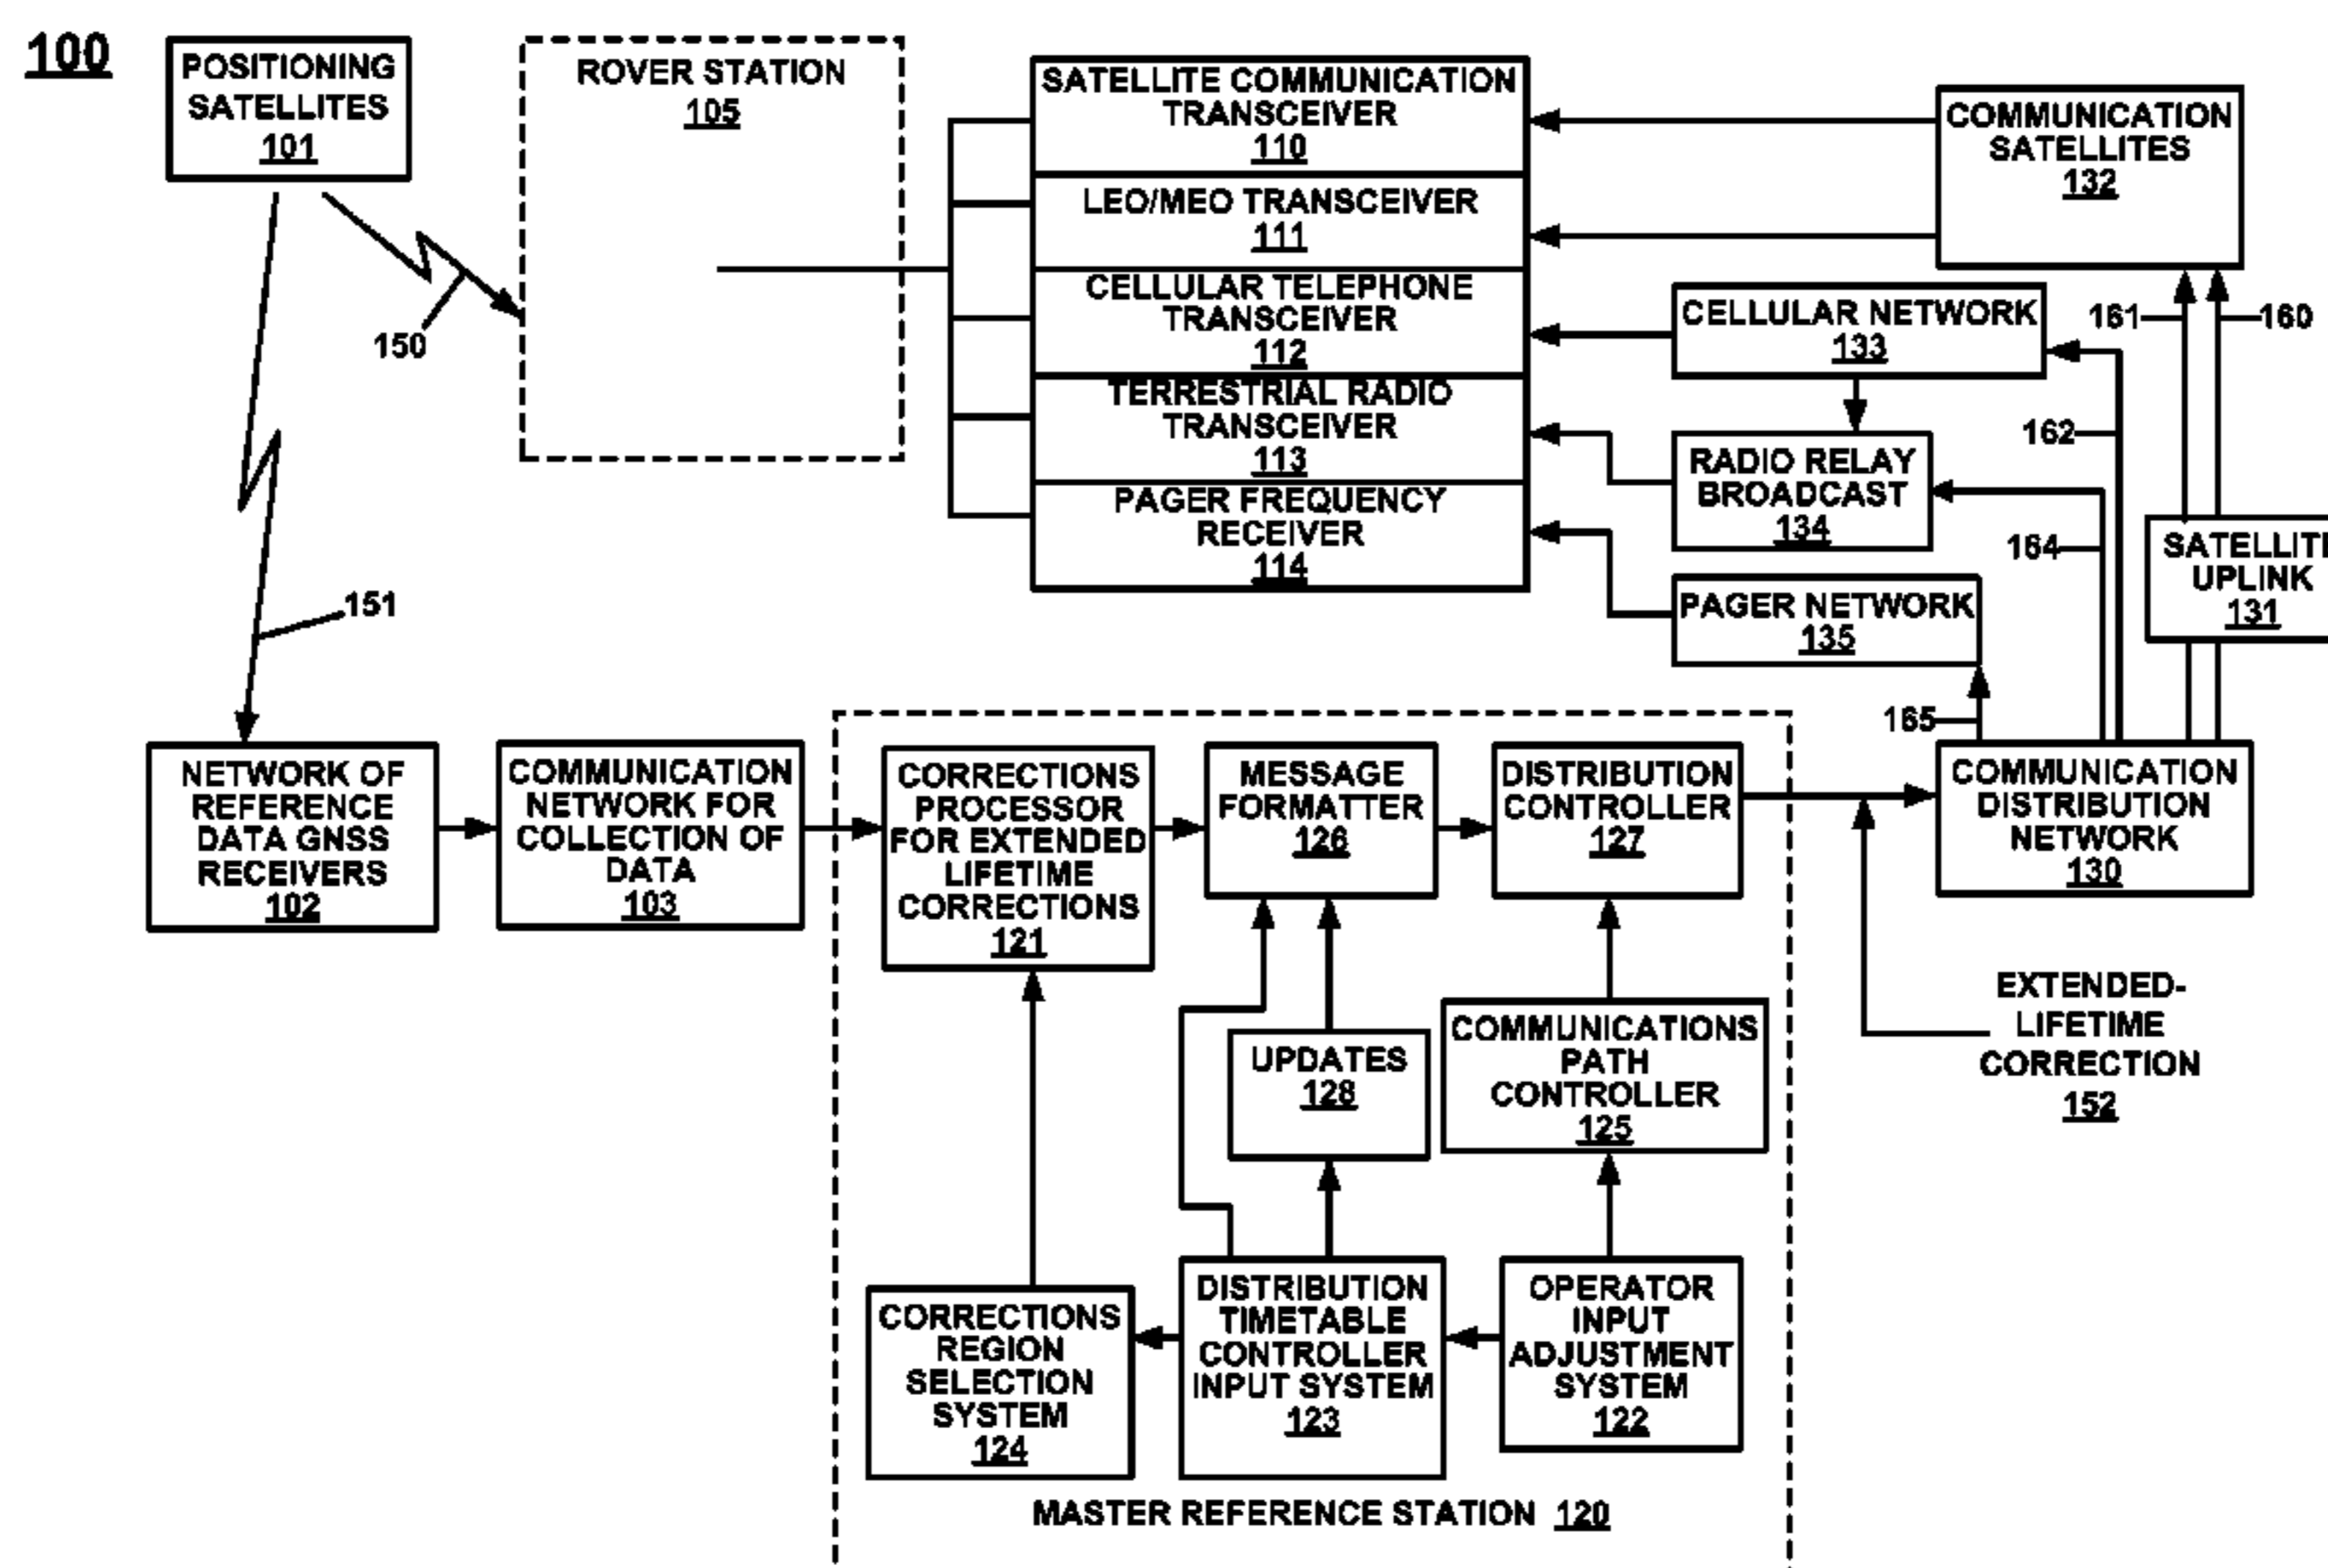 100
POSITIONING
SATELLITES
101
ROVER STATION
105
SATELLITE COMMUNICATION
TRANSCEIVER
110
LEO/MEO TRANSCEIVER
111
CELLULAR TELEPHONE
TRANSCEIVER
112
TERRESTRIAL RADIO
TRANSCEIVER
113
PAGER FREQUENCY
RECEIVER
114
COMMUNICATION
SATELLITES
132
CELLULAR NETWORK
133
161
160
150
162
RADIO RELAY
BROADCAST
134
164
SATELLITE
UPLINK
131
PAGER NETWORK
135
151
165
NETWORK OF
REFERENCE
DATA GNSS
RECEIVERS
102
COMMUNICATION
NETWORK FOR
COLLECTION OF
DATA
103
CORRECTIONS
PROCESSOR
FOR EXTENDED
LIFETIME
CORRECTIONS
121
MESSAGE
FORMATTER
126
DISTRIBUTION
CONTROLLER
127
COMMUNICATION
DISTRIBUTION
NETWORK
130
EXTENDED-
LIFETIME
CORRECTION
152
UPDATES
128
COMMUNICATIONS
PATH
CONTROLLER
125
CORRECTIONS
REGION
SELECTION
SYSTEM
124
DISTRIBUTION
TIMETABLE
CONTROLLER
INPUT SYSTEM
123
OPERATOR
INPUT
ADJUSTMENT
SYSTEM
122
MASTER REFERENCE STATION 120